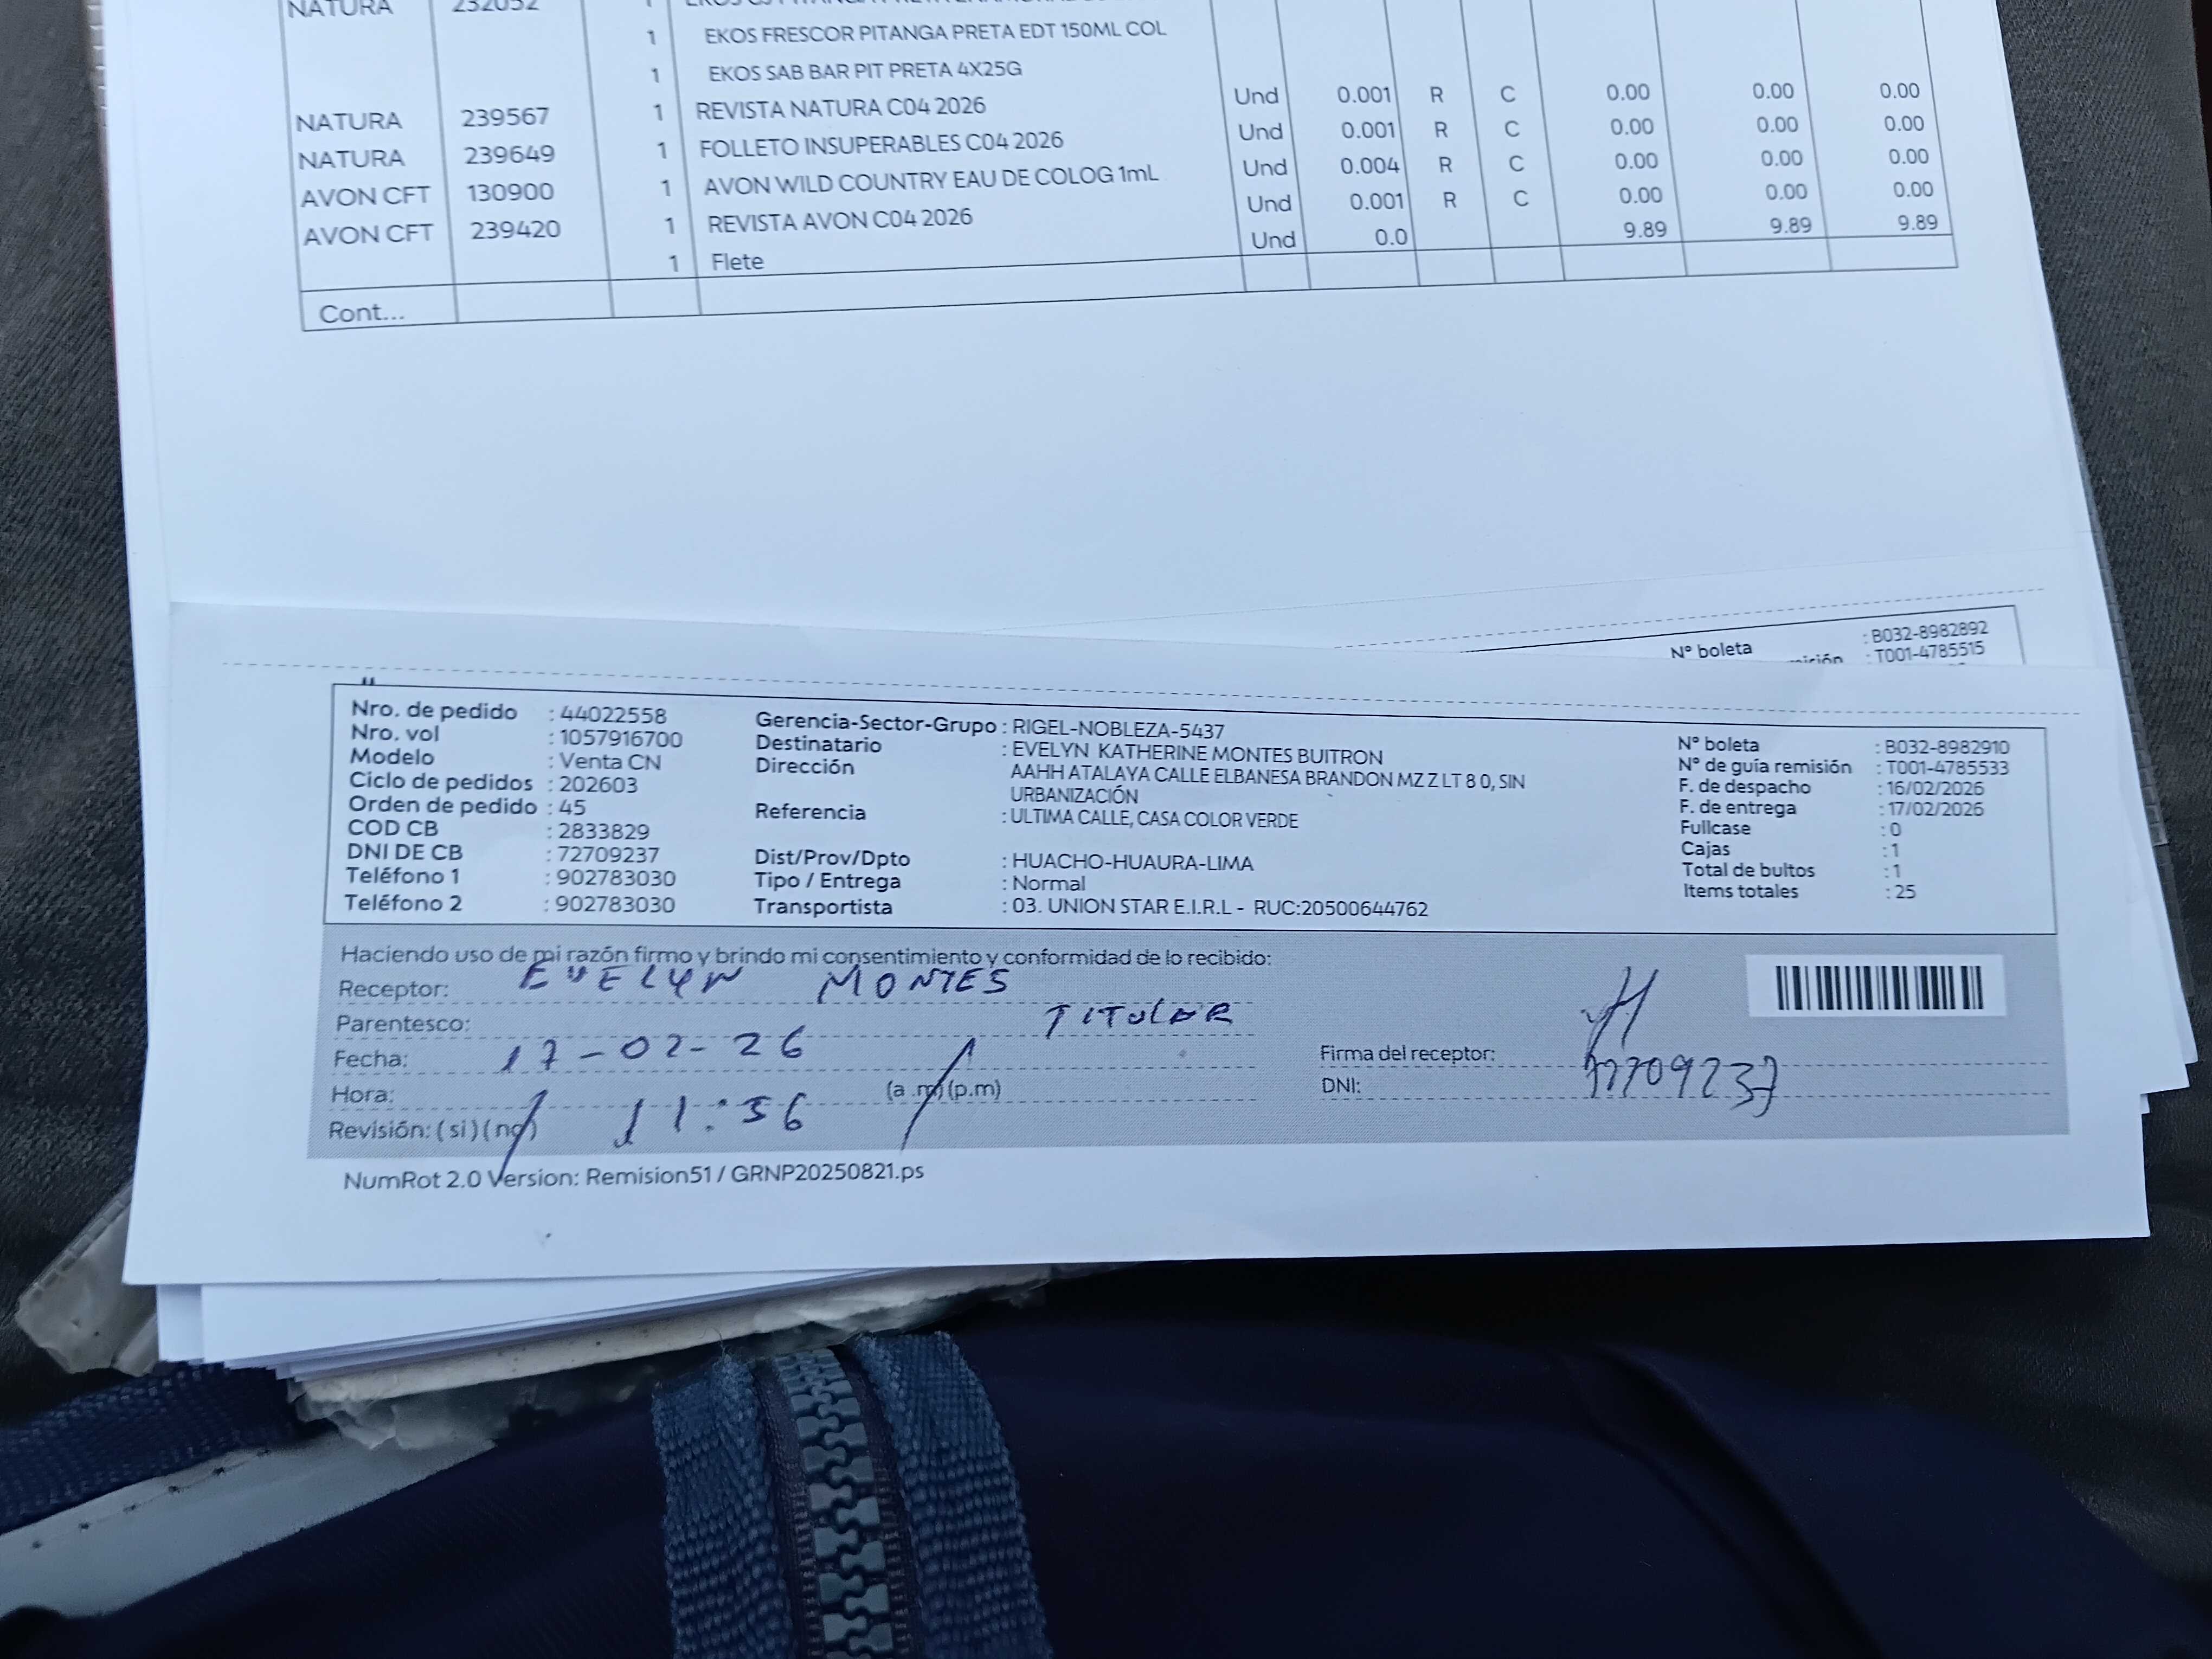 NATURA 232052 1
1 EKOS FRESCOR PITANGA PRETA EDT 150ML COL
1 EKOS SAB BAR PIT PRETA 4X25G
NATURA 239567 1 REVISTA NATURA C04 2026 Und 0.001 R C 0.00 0.00 0.00
NATURA 239649 1 FOLLETO INSUPERABLES C04 2026 Und 0.001 R C 0.00 0.00 0.00
AVON CFT 130900 1 AVON WILD COUNTRY EAU DE COLOG 1mL Und 0.004 R C 0.00 0.00 0.00
AVON CFT 239420 1 REVISTA AVON C04 2026 Und 0.001 R C 0.00 0.00 0.00
1 Flete Und 0.0 9.89 9.89 9.89
Cont...
Nº boleta : B032-8982892
: T001-4785515
Nro. de pedido : 44022558
Nro. vol : 1057916700
Modelo : Venta CN
Ciclo de pedidos : 202603
Orden de pedido : 45
COD CB : 2833829
DNI DE CB : 72709237
Teléfono 1 : 902783030
Teléfono 2 : 902783030
Gerencia-Sector-Grupo : RIGEL-NOBLEZA-5437
Destinatario : EVELYN KATHERINE MONTES BUITRON
Dirección AAHH ATALAYA CALLE ELBANESA BRANDON MZ Z LT 8 0, SIN
URBANIZACIÓN
Referencia : ULTIMA CALLE, CASA COLOR VERDE
Dist/Prov/Dpto : HUACHO-HUAURA-LIMA
Tipo / Entrega : Normal
Transportista : 03. UNION STAR E.I.R.L - RUC:20500644762
Nº boleta : B032-8982910
Nº de guía remisión : T001-4785533
F. de despacho : 16/02/2026
F. de entrega : 17/02/2026
Fullcase : 0
Cajas : 1
Total de bultos : 1
Items totales : 25
Haciendo uso de mi razón firmo y brindo mi consentimiento y conformidad de lo recibido:
Receptor: EVELYN MONTES
Parentesco: TITULAR
Fecha: 17-02-26
Hora: 11:56 (a .m) (p.m)
Revisión: (si) (no)
Firma del receptor:
DNI: 72709237
NumRot 2.0 Version: Remision51 / GRNP20250821.ps